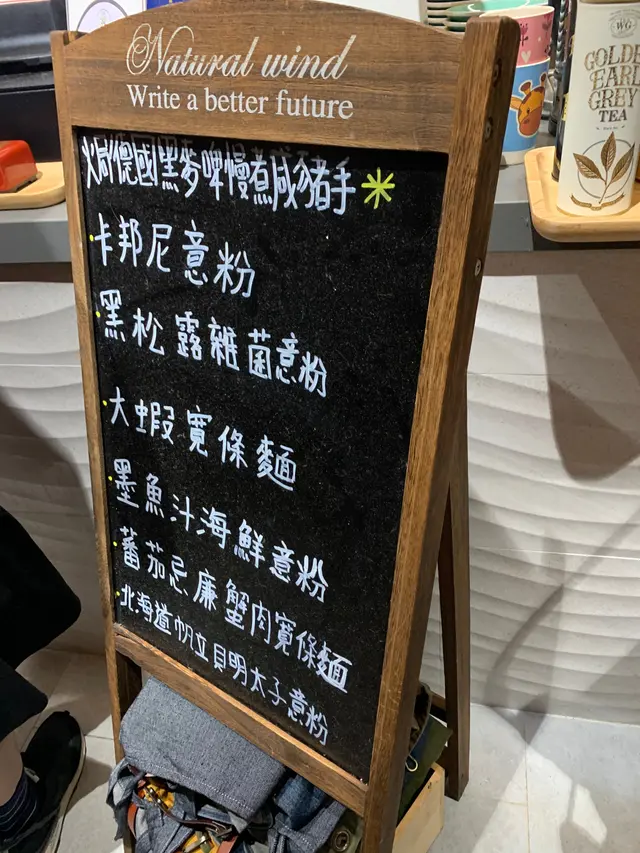 Natural wind
Write a better future
焗德國黑麥啤慢煮咸豬手
卡邦尼意粉
黑松露雜菌意粉
大蝦寬條麵
墨魚汁海鮮意粉
蕃茄忌廉蟹肉寬條麵
北海道帆立貝明太子意粉
WG
GOLDE
EARL
GREY
TEA